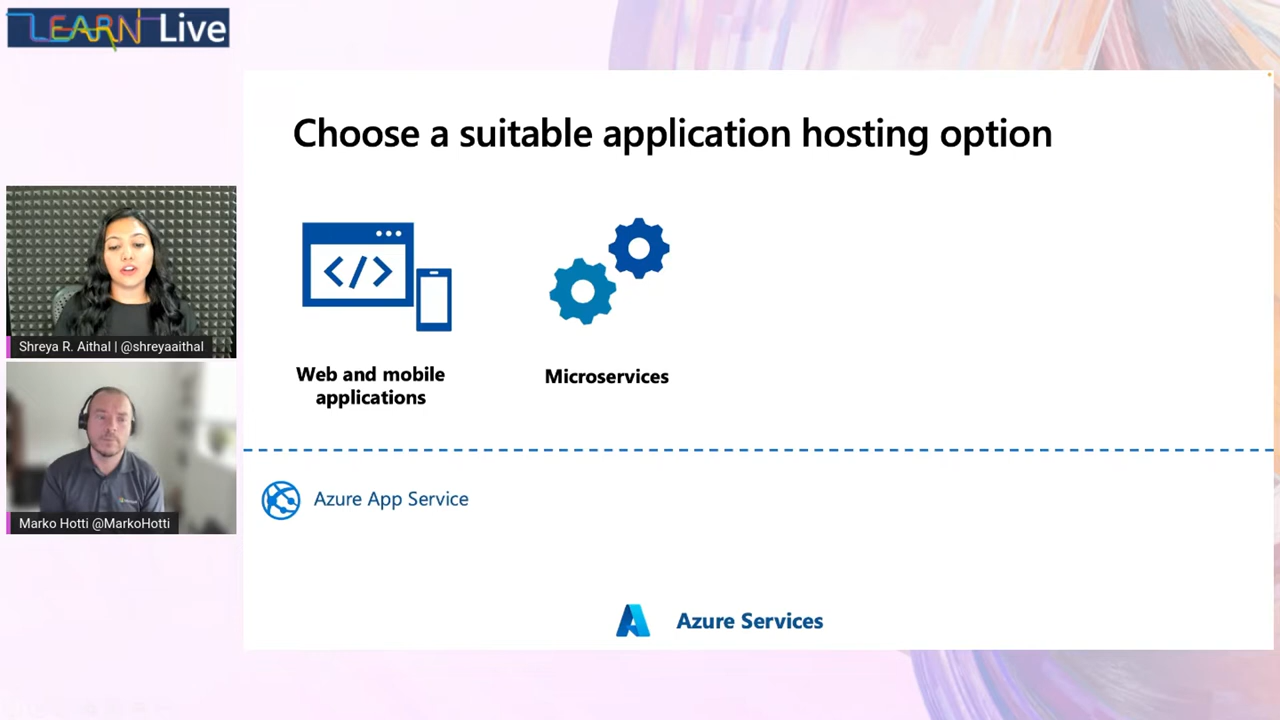 LEARN Live
Choose a suitable application hosting option
</>
Web and mobile
applications
Microservices
Shreya R. Aithal | @shreyaaithal
Marko Hotti @MarkoHotti
Azure App Service
Azure Services